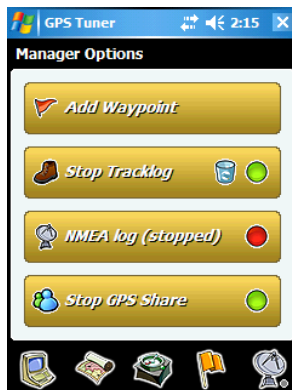 GPS Tuner 2:15
Manager Options
Add Waypoint
Stop Tracklog
NMEA log (stopped)
Stop GPS Share